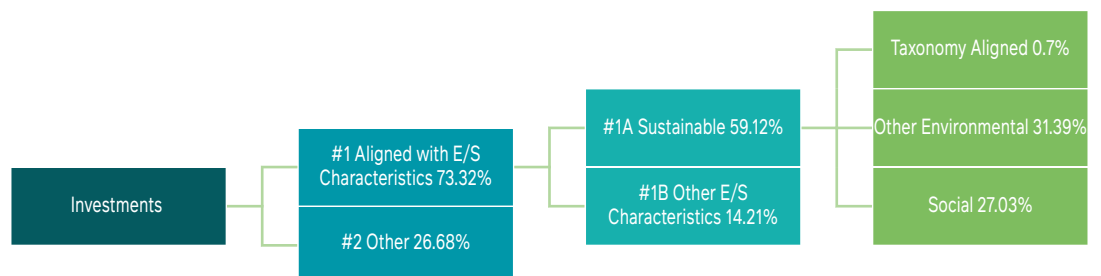 Investments
#1 Aligned with E/S
Characteristics 73.32%
#2 Other 26.68%
#1A Sustainable 59.12%
#1B Other E/S
Characteristics 14.21%
Taxonomy Aligned 0.7%
Other Environmental 31.39%
Social 27.03%